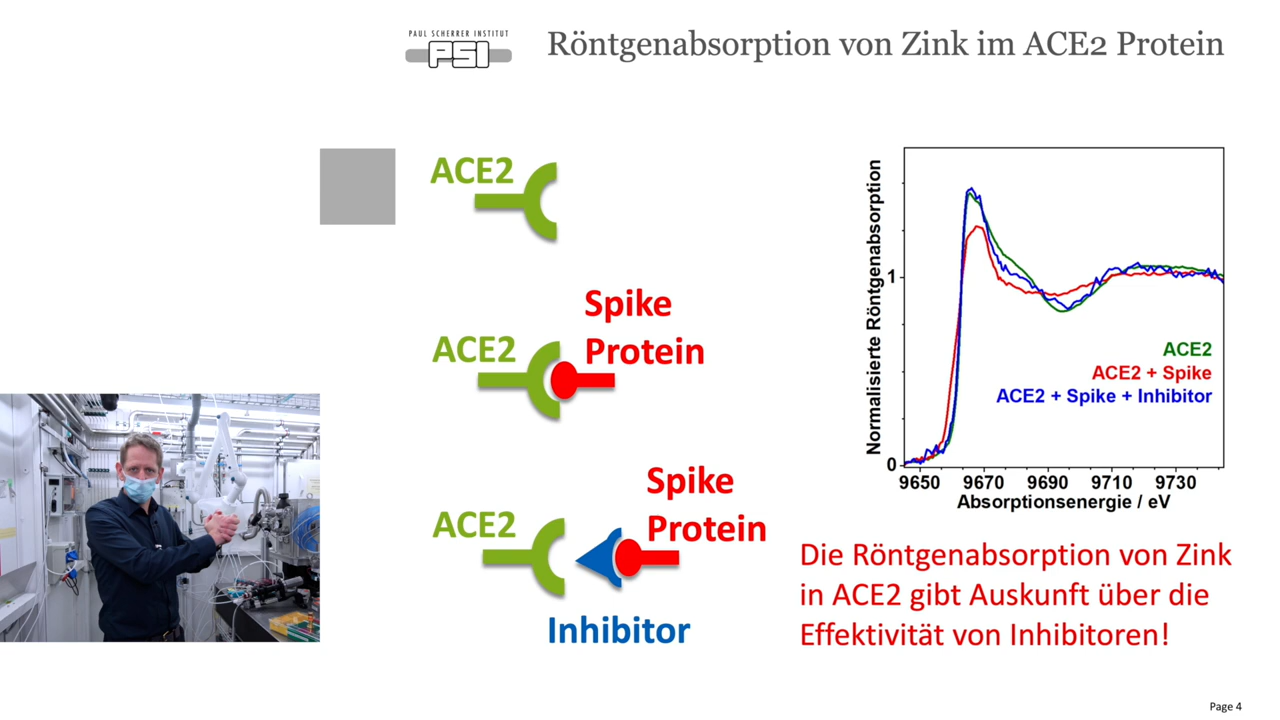 PAUL SCHERRER INSTITUT
PSI
Röntgenabsorption von Zink im ACE2 Protein
ACE2
Spike
Protein
ACE2
Spike
Protein
ACE2
Inhibitor
Normalisierte Röntgenabsorption
1
0
ACE2
ACE2 + Spike
ACE2 + Spike + Inhibitor
9650 9670 9690 9710 9730
Absorptionsenergie / eV
Die Röntgenabsorption von Zink
in ACE2 gibt Auskunft über die
Effektivität von Inhibitoren!
Page 4